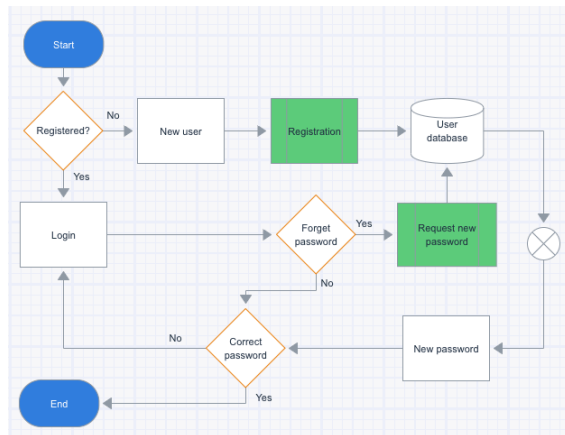 Start
Registered?
No
New user
Registration
User
database
Yes
Login
Forget
password
Yes
Request new
password
No
No
Correct
password
New password
Yes
End